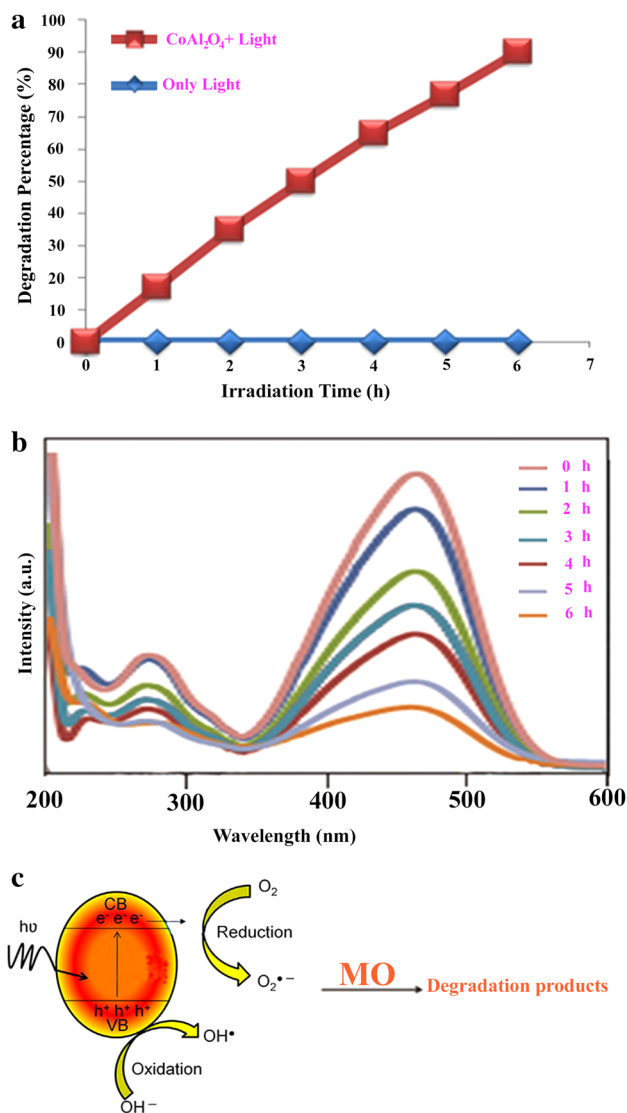 a
100
90
80
70
60
50
40
30
20
10
0
Degradation Percentage (%)
CoAl₂O₄+ Light
Only Light
0 1 2 3 4 5 6 7
Irradiation Time (h)
b
Intensity (a.u.)
0 h
1 h
2 h
3 h
4 h
5 h
6 h
200 300 400 500 600
Wavelength (nm)
c
CB
e⁻ e⁻ e⁻
hυ
h⁺ h⁺ h⁺
VB
O₂
Reduction
O₂•−
OH•
Oxidation
OH⁻
MO
Degradation products